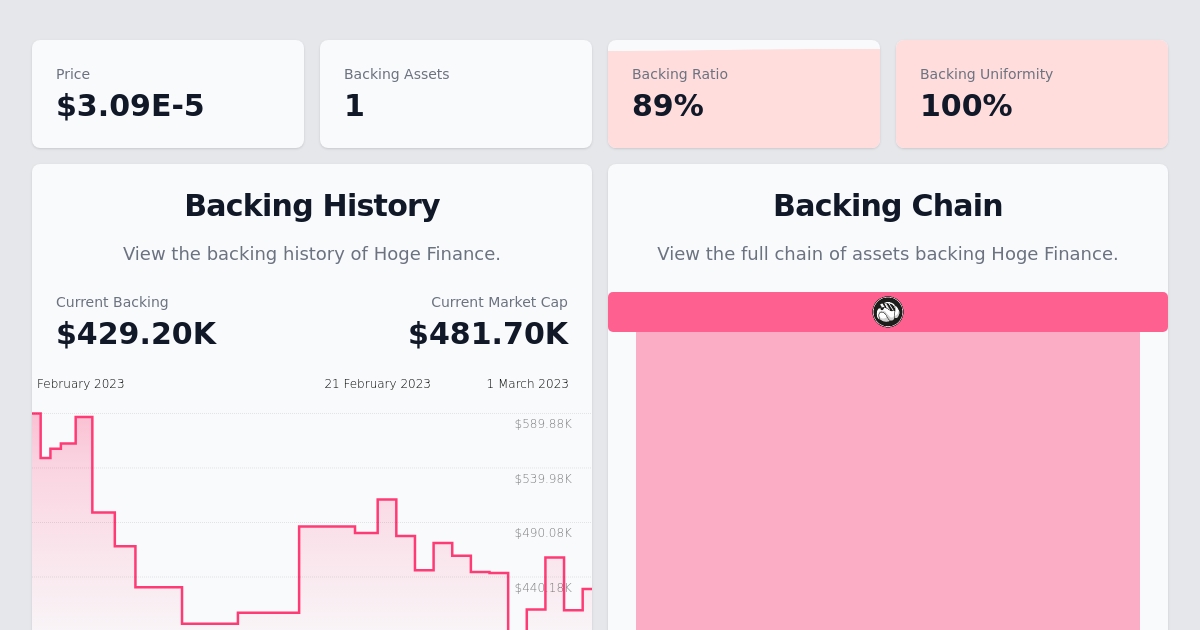 Price
$3.09E-5
Backing Assets
1
Backing Ratio
89%
Backing Uniformity
100%
Backing History
View the backing history of Hoge Finance.
Current Backing
$429.20K
Current Market Cap
$481.70K
February 2023
21 February 2023
1 March 2023
$589.88K
$539.98K
$490.08K
$440.18K
Backing Chain
View the full chain of assets backing Hoge Finance.